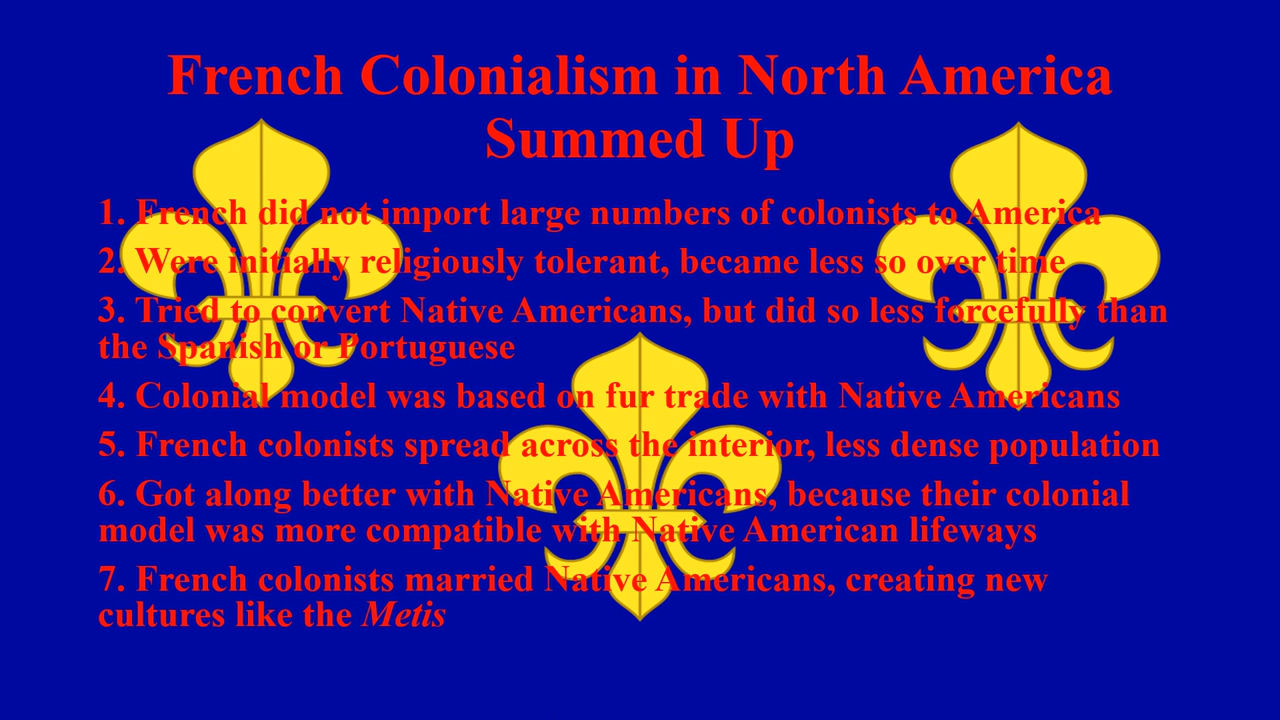 French Colonialism in North America
Summed Up
1. French did not import large numbers of colonists to America
2. Were initially religiously tolerant, became less so over time
3. Tried to convert Native Americans, but did so less forcefully than
the Spanish or Portuguese
4. Colonial model was based on fur trade with Native Americans
5. French colonists spread across the interior, less dense population
6. Got along better with Native Americans, because their colonial
model was more compatible with Native American lifeways
7. French colonists married Native Americans, creating new
cultures like the Metis